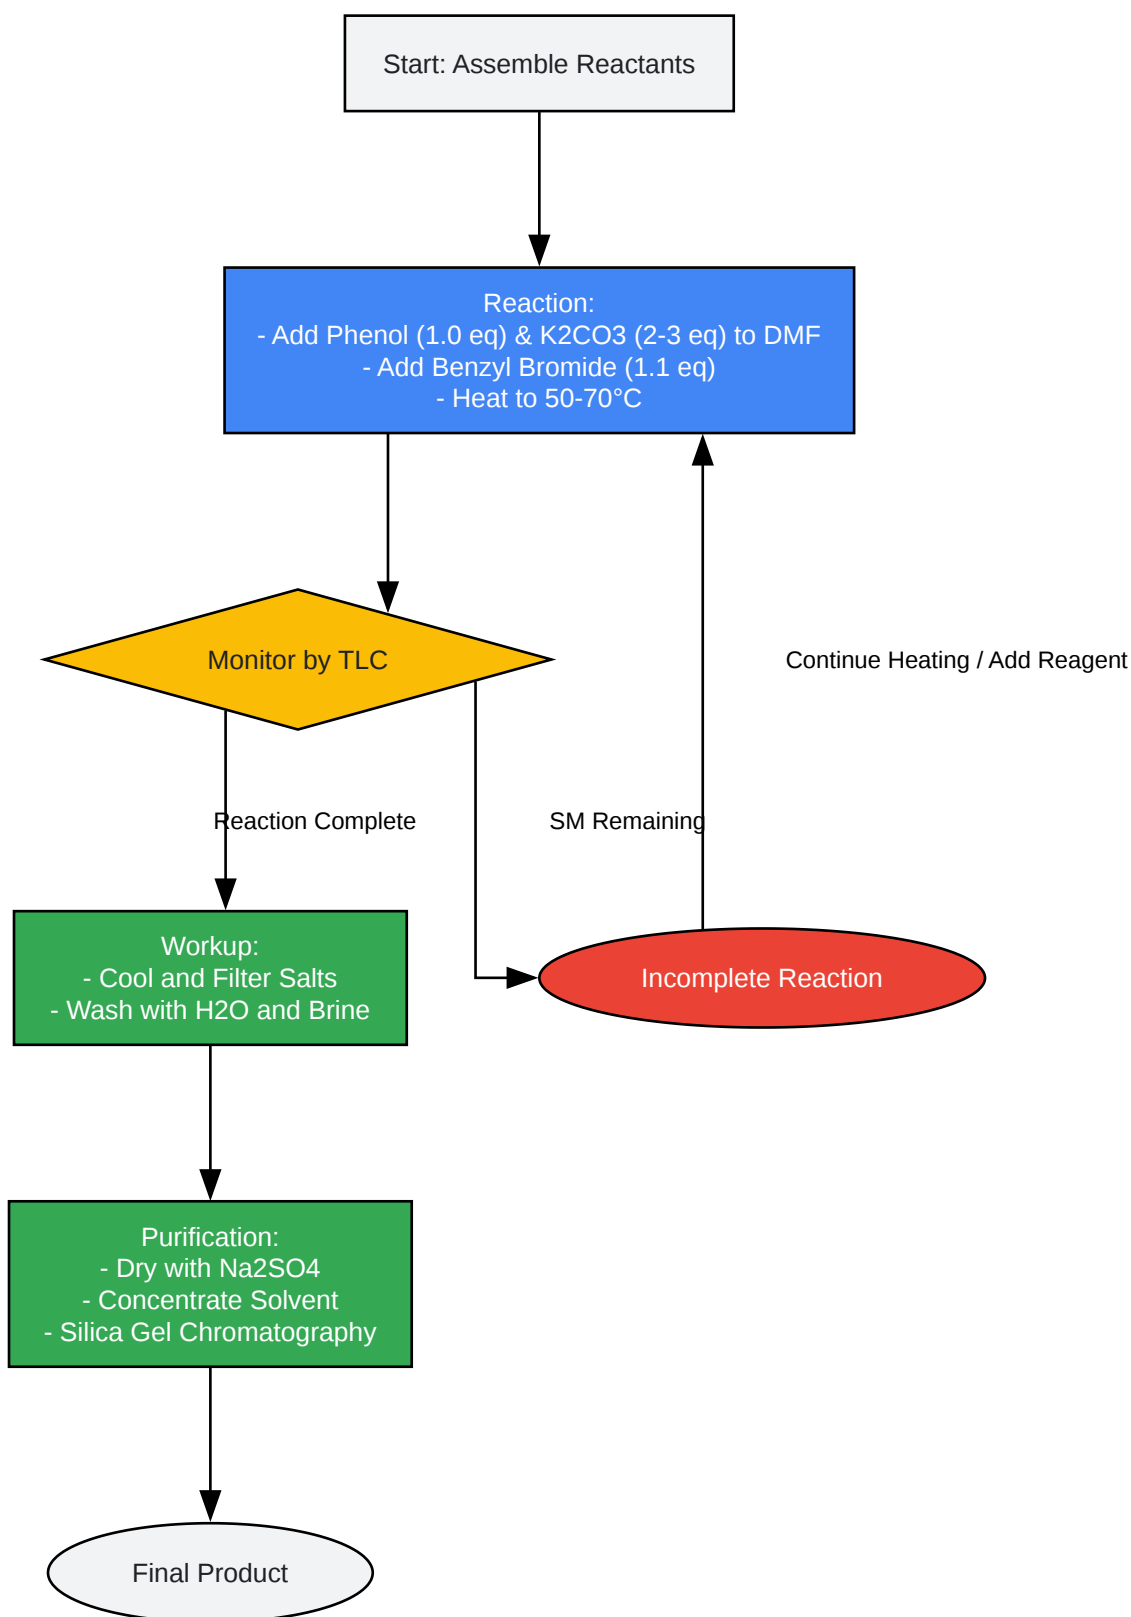 Start: Assemble Reactants
Reaction:
- Add Phenol (1.0 eq) & K2CO3 (2-3 eq) to DMF
- Add Benzyl Bromide (1.1 eq)
- Heat to 50-70°C
Monitor by TLC
Continue Heating / Add Reagent
Reaction Complete
SM Remaining
Workup:
- Cool and Filter Salts
- Wash with H2O and Brine
Incomplete Reaction
Purification:
- Dry with Na2SO4
- Concentrate Solvent
- Silica Gel Chromatography
Final Product